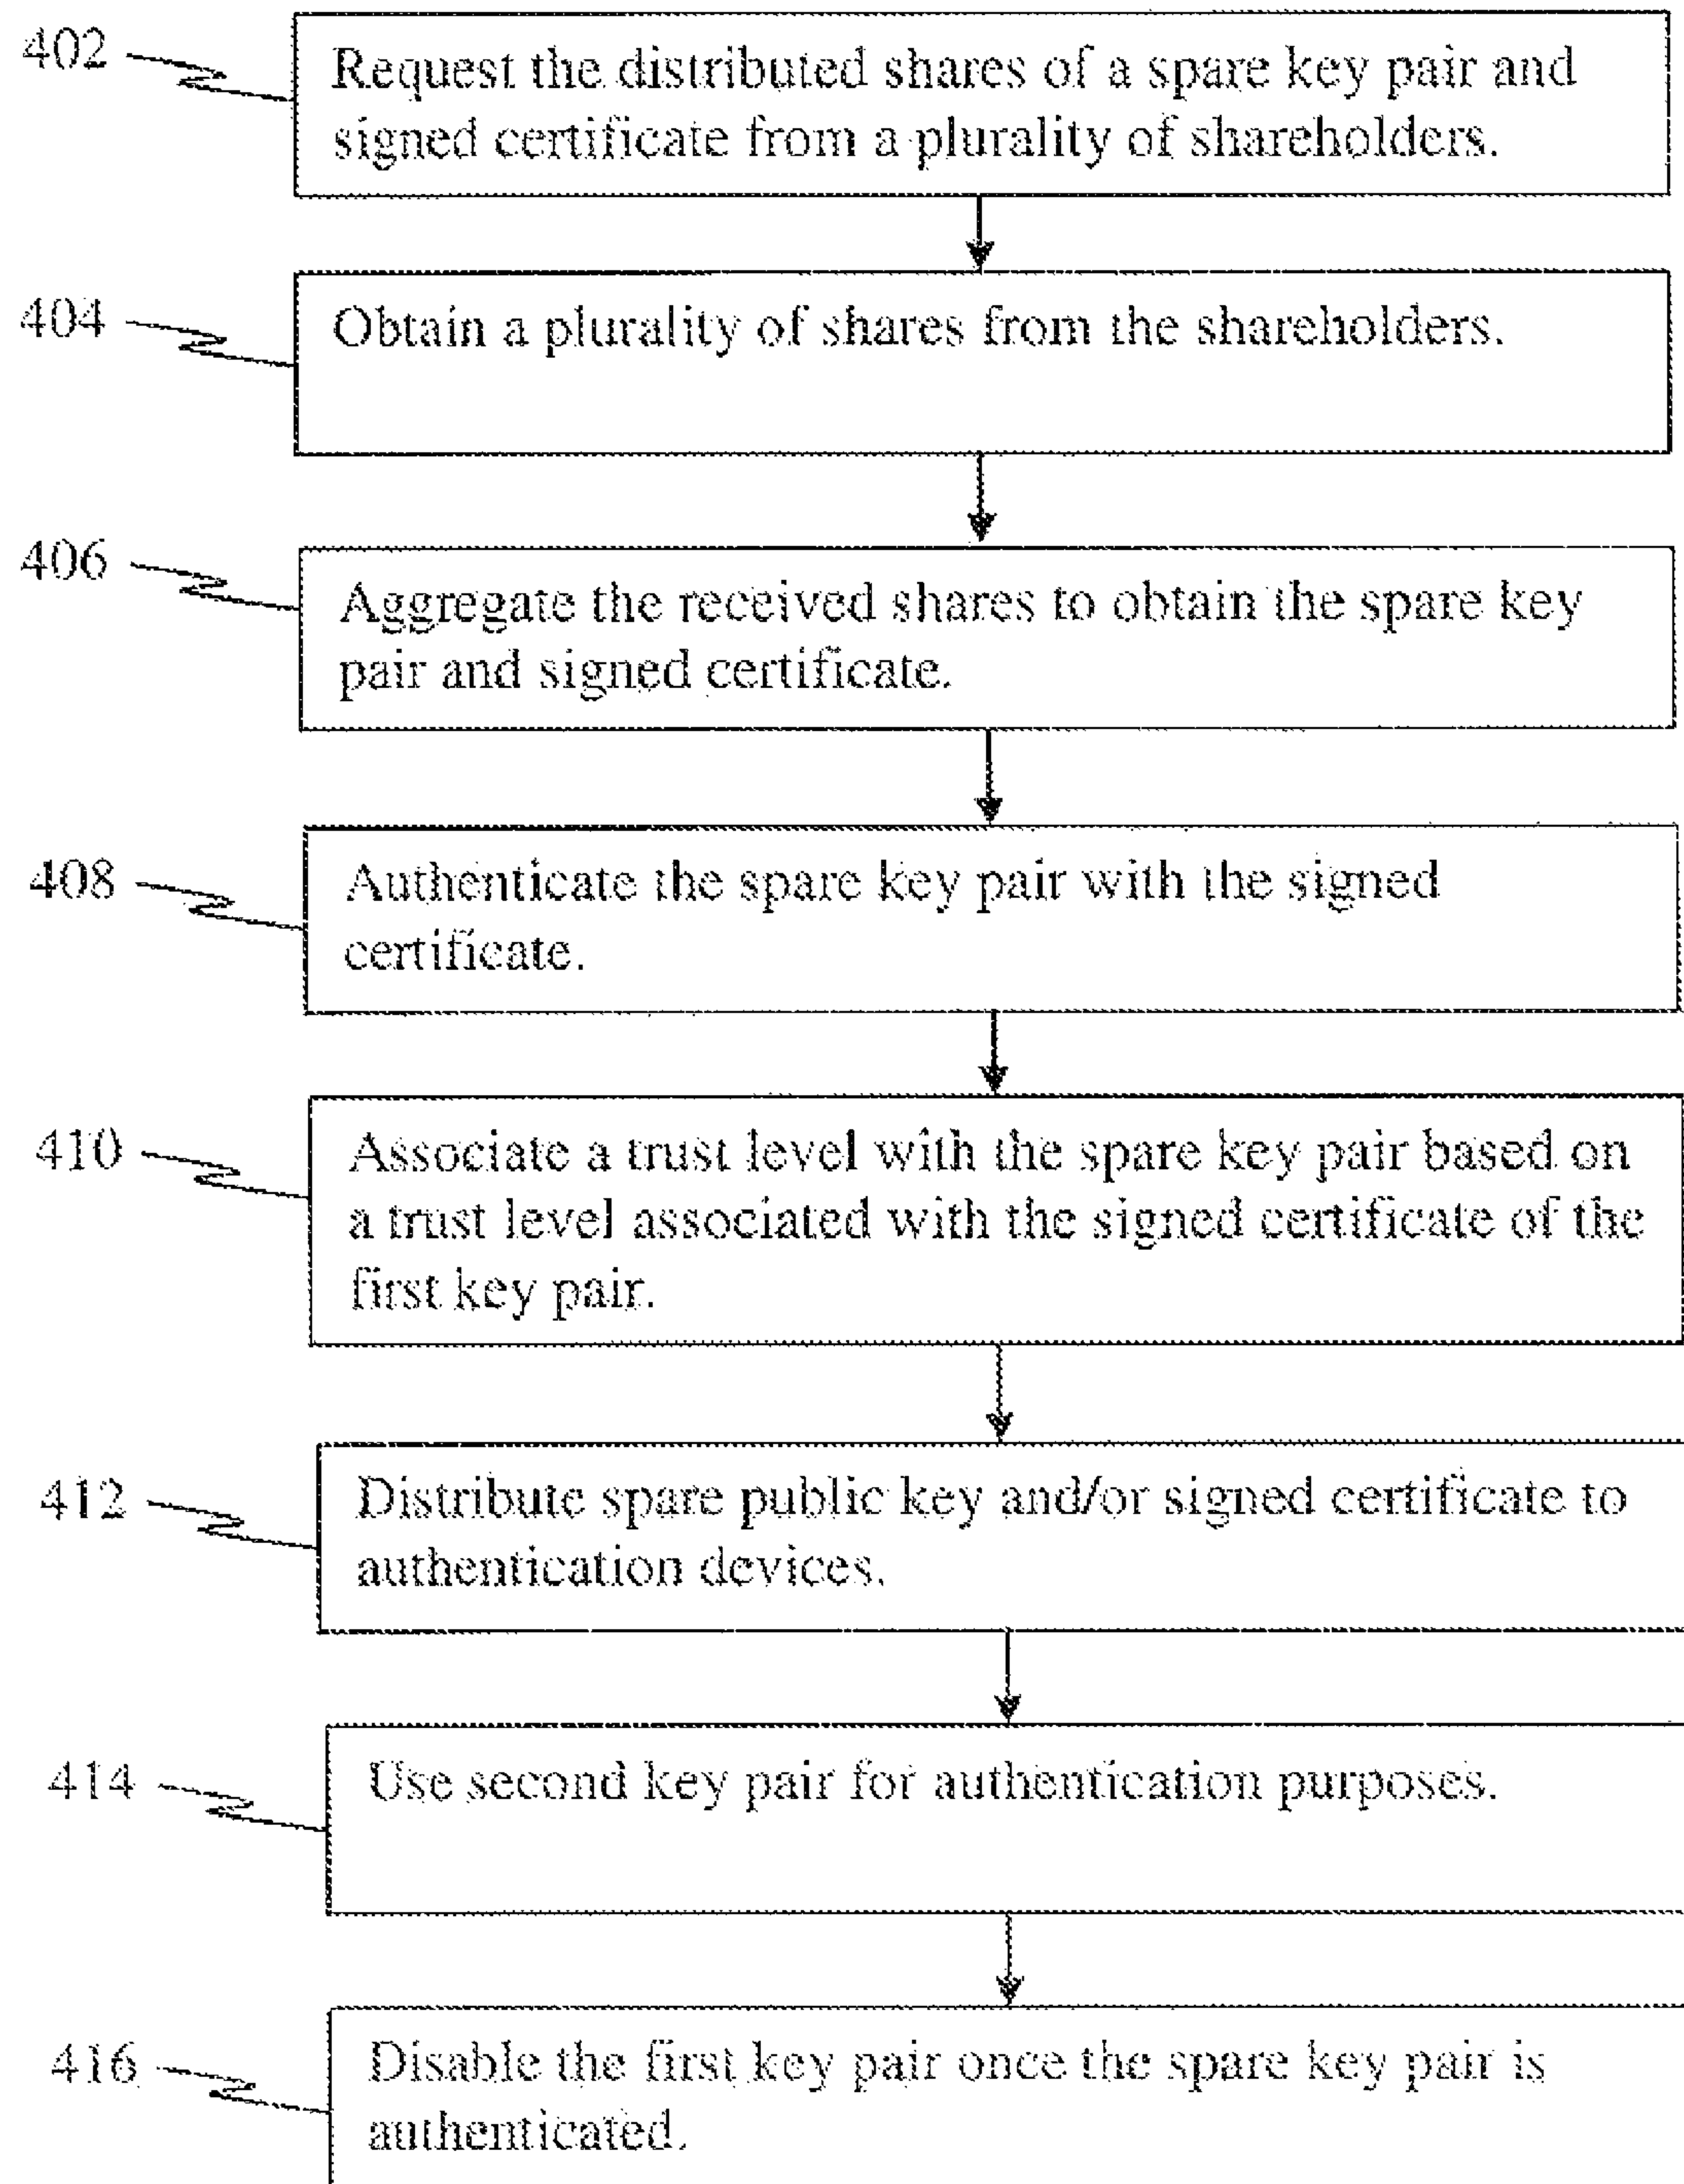 402
Request the distributed shares of a spare key pair and
signed certificate from a plurality of shareholders.
404
Obtain a plurality of shares from the shareholders.
406
Aggregate the received shares to obtain the spare key
pair and signed certificate.
408
Authenticate the spare key pair with the signed
certificate.
410
Associate a trust level with the spare key pair based on
a trust level associated with the signed certificate of the
first key pair.
412
Distribute spare public key and/or signed certificate to
authentication devices.
414
Use second key pair for authentication purposes.
416
Disable the first key pair once the spare key pair is
authenticated.